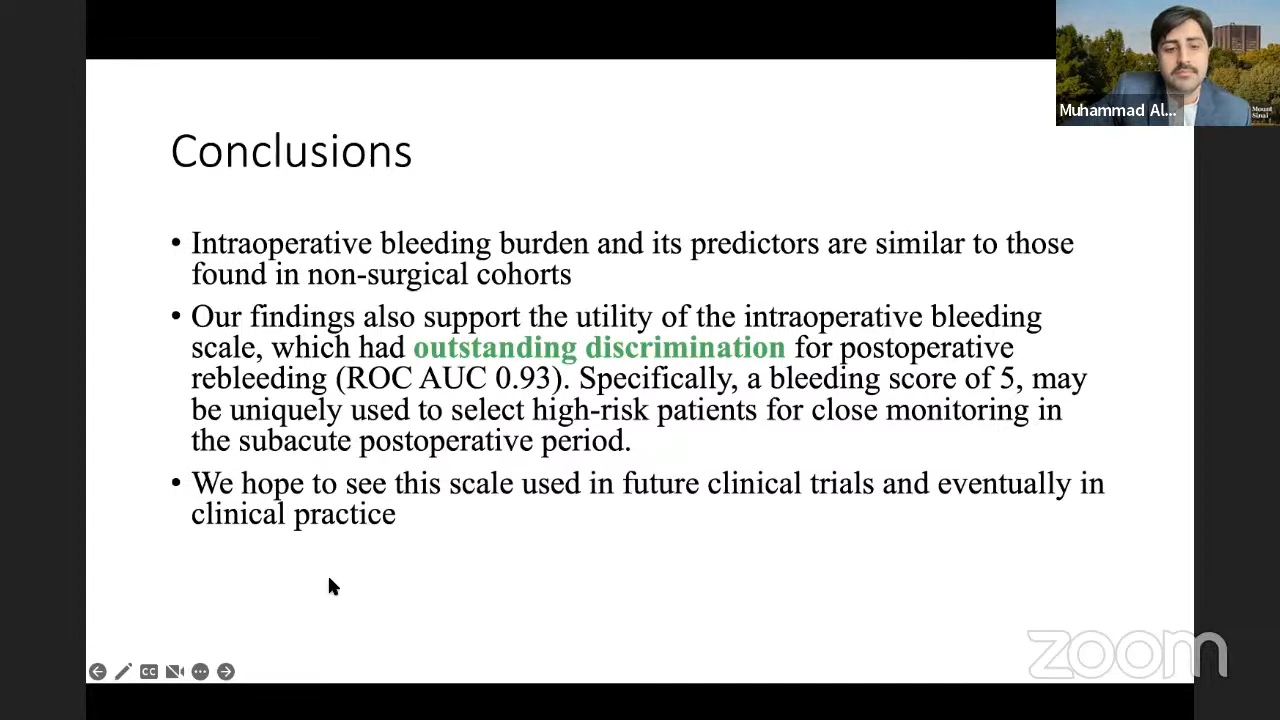 Conclusions
• Intraoperative bleeding burden and its predictors are similar to those
found in non-surgical cohorts
• Our findings also support the utility of the intraoperative bleeding
scale, which had outstanding discrimination for postoperative
rebleeding (ROC AUC 0.93). Specifically, a bleeding score of 5, may
be uniquely used to select high-risk patients for close monitoring in
the subacute postoperative period.
• We hope to see this scale used in future clinical trials and eventually in
clinical practice
Muhammad Al...
Mount
Sinai
CC
zoom